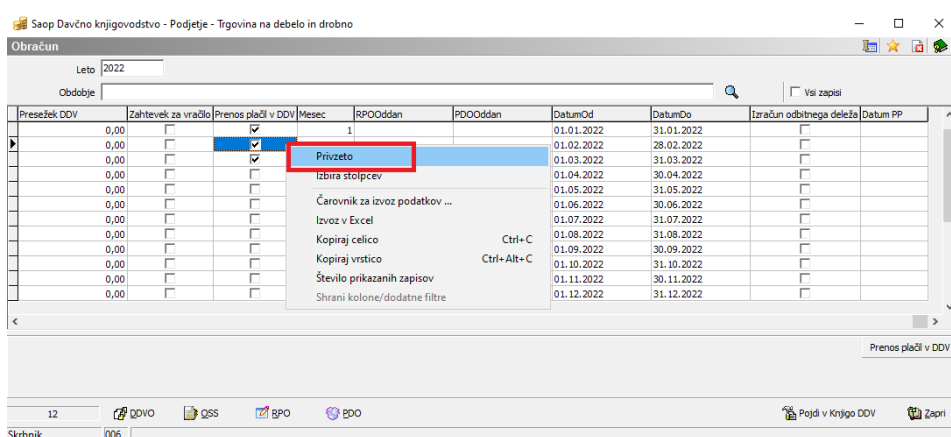 Saop Davčno knjigovodstvo - Podjetje - Trgovina na debelo in drobno
Obračun
Leto 2022
Obdobje Vsi zapisi
Presežek DDV Zahtevek za vračilo Prenos plačil v DDV Mesec RPOOddan PDOOddan DatumOd DatumDo Izračun odbitnega deleža Datum PP
0,00 1 01.01.2022 31.01.2022
0,00 01.02.2022 28.02.2022
0,00 01.03.2022 31.03.2022
0,00 01.04.2022 30.04.2022
0,00 01.05.2022 31.05.2022
0,00 01.06.2022 30.06.2022
0,00 01.07.2022 31.07.2022
0,00 01.08.2022 31.08.2022
0,00 01.09.2022 30.09.2022
0,00 01.10.2022 31.10.2022
0,00 01.11.2022 30.11.2022
0,00 01.12.2022 31.12.2022
Privzeto
Izbira stolpcev
Čarovnik za izvoz podatkov ...
Izvoz v Excel
Kopiraj celico Ctrl+C
Kopiraj vrstico Ctrl+Alt+C
Število prikazanih zapisov
Shrani kolone/dodatne filtre
Prenos plačil v DDV
12 DDVO OSS RPO PDO Pojdi v Knjigo DDV Zapri
Skrbnik 006